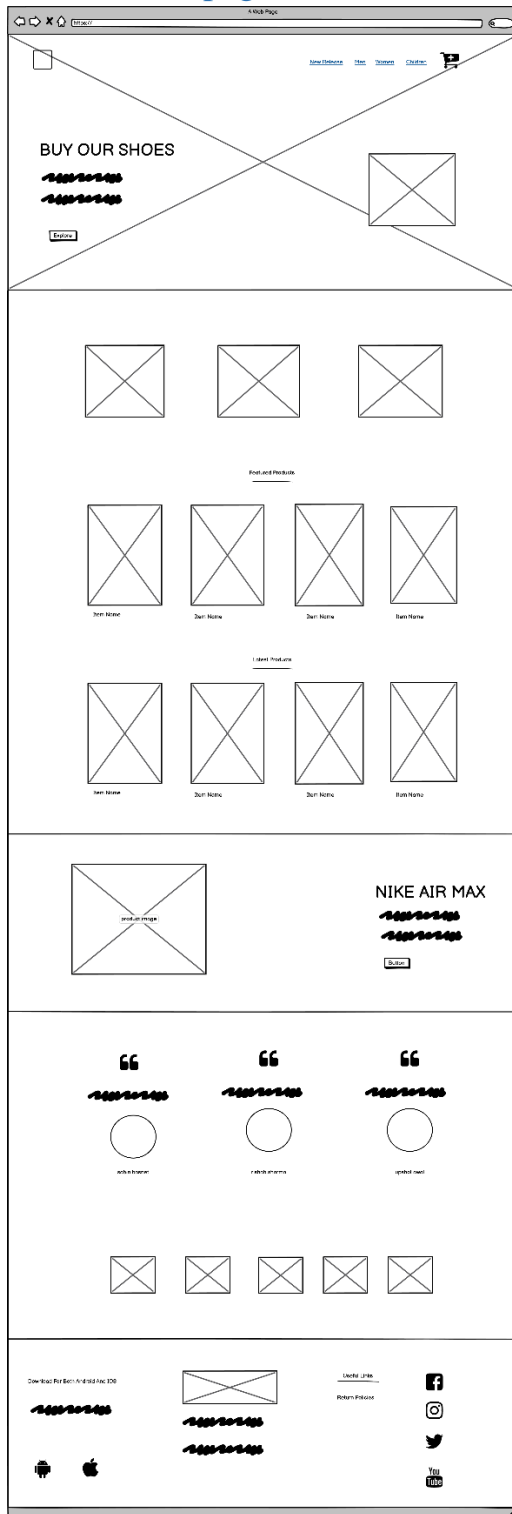 A Web Page
https://
New Release Men Women Children
BUY OUR SHOES
Explore
Featured Products
Item Name Item Name Item Name Item Name
Latest Products
Item Name Item Name Item Name Item Name
product image
NIKE AIR MAX
Button
Download For Both Android And IOS
Useful Links
Return Policies
You
Tube